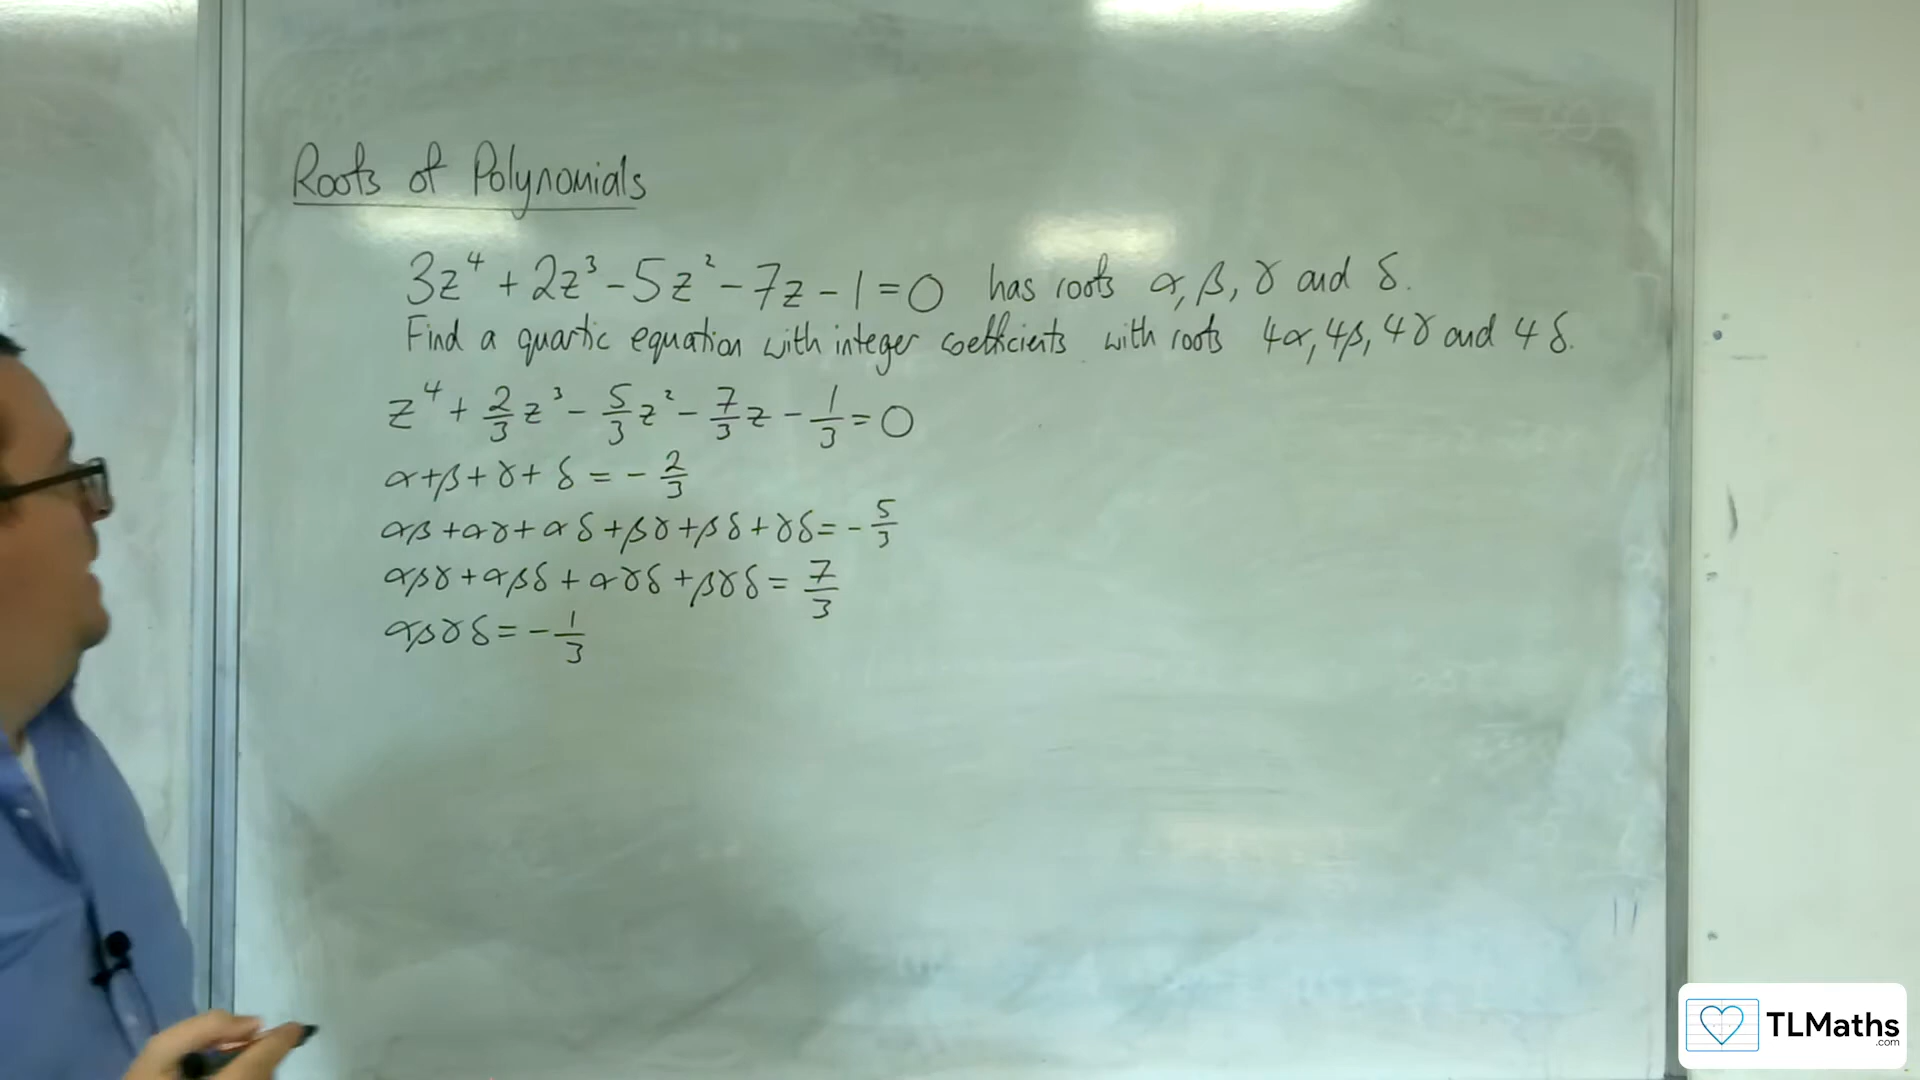 Roots of Polynomials
3z⁴ + 2z³ - 5z² - 7z - 1 = 0 has roots α, β, γ and δ.
Find a quartic equation with integer coefficients with roots 4α, 4β, 4γ and 4δ.
z⁴ + 2/3 z³ - 5/3 z² - 7/3 z - 1/3 = 0
α+β+γ+δ = - 2/3
αβ+αγ+αδ+βγ+βδ+γδ = - 5/3
αβγ+αβδ+αγδ+βγδ = 7/3
αβγδ = - 1/3
TLMaths
.com